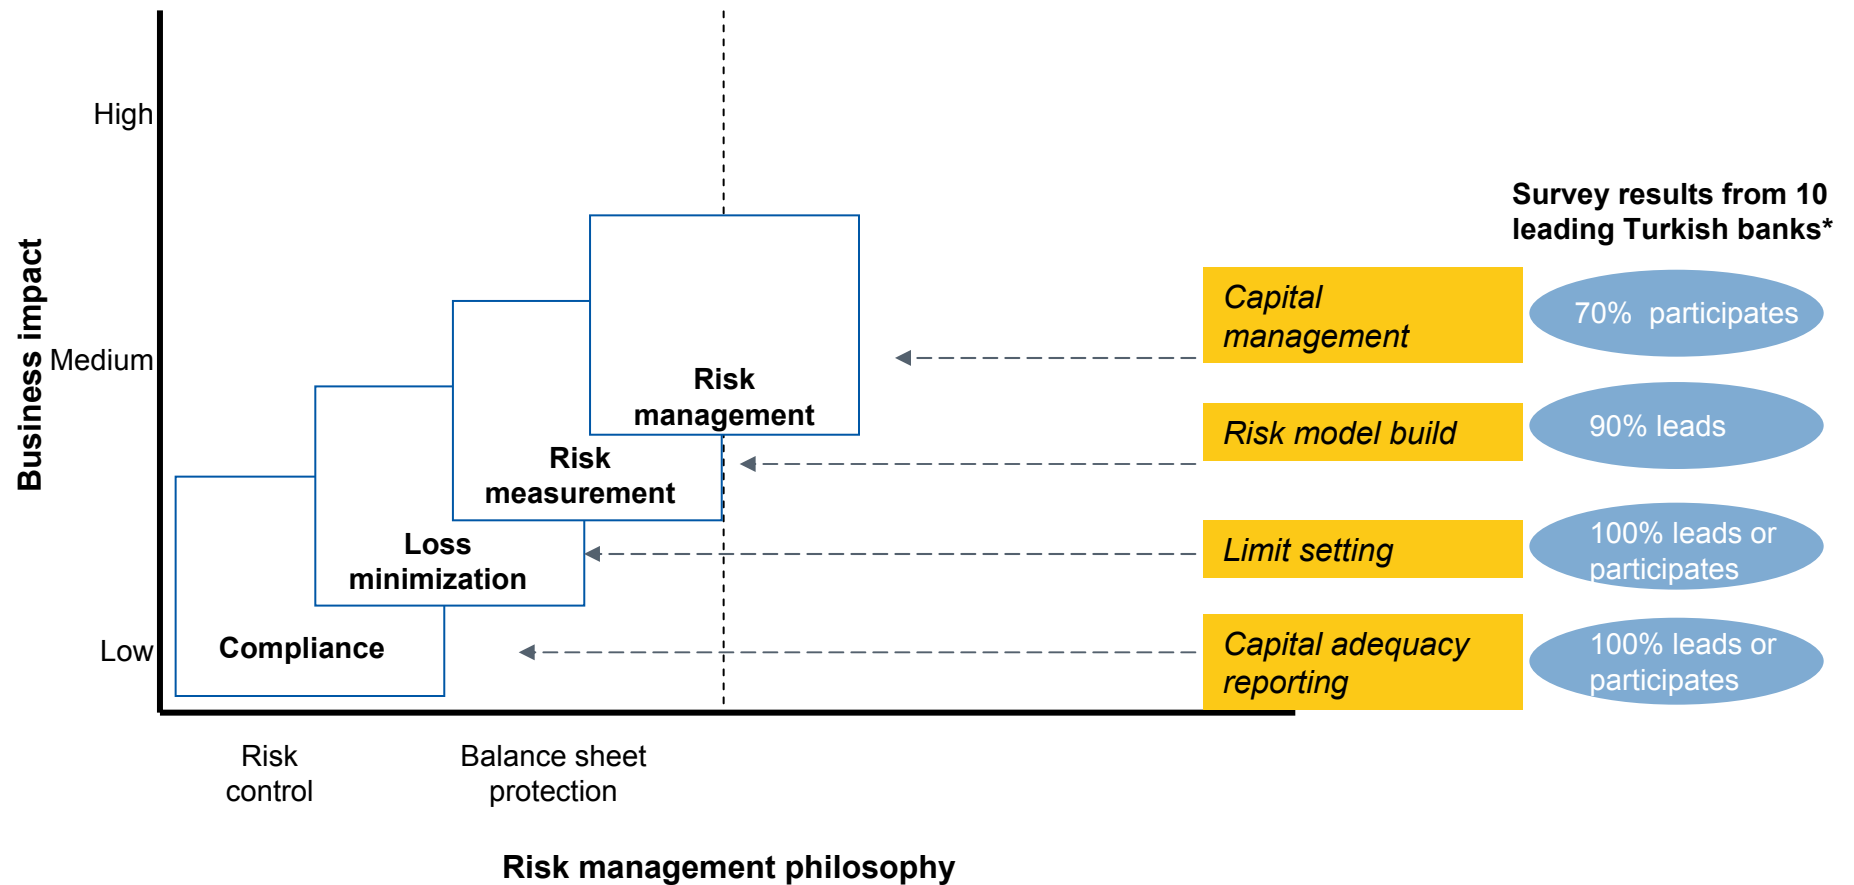 High
Medium
Low
Business impact
Risk
management
Risk
measurement
Loss
minimization
Compliance
Risk
control
Balance sheet
protection
Risk management philosophy
Survey results from 10
leading Turkish banks*
Capital
management
70% participates
Risk model build
90% leads
Limit setting
100% leads or
participates
Capital adequacy
reporting
100% leads or
participates